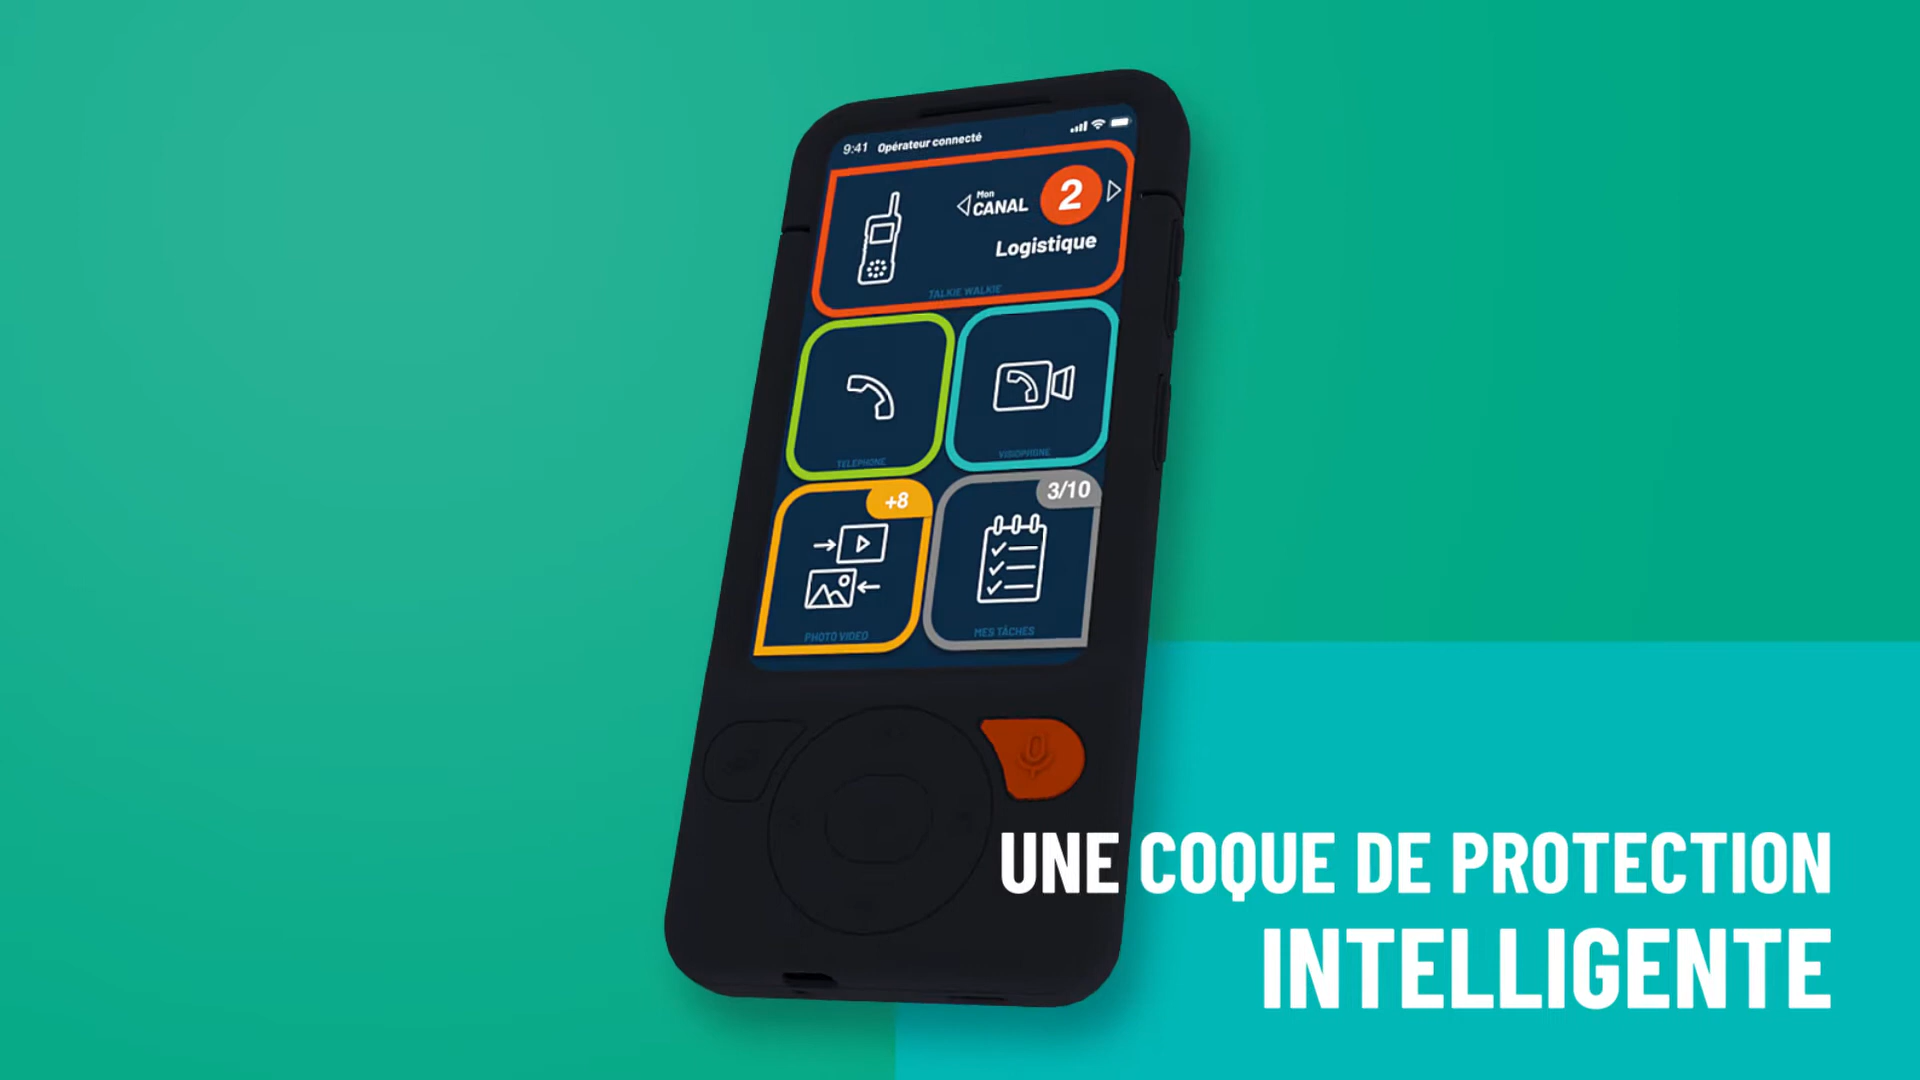 9:41 Opérateur connecté
Mon
CANAL
2
Logistique
TALKIE WALKIE
TELEPHONE
VISIOPHONE
+8
3/10
PHOTO VIDEO
MES TÂCHES
UNE COQUE DE PROTECTION
INTELLIGENTE